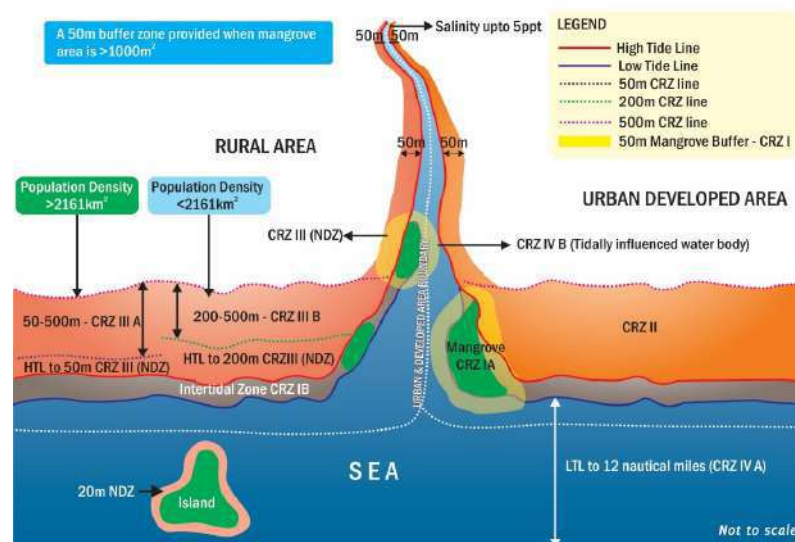 A 50m buffer zone provided when mangrove
area is >1000m²
50m
50m
Salinity upto 5ppt
LEGEND
High Tide Line
Low Tide Line
50m CRZ line
200m CRZ line
500m CRZ line
50m Mangrove Buffer - CRZ I
RURAL AREA
50m
50m
URBAN DEVELOPED AREA
Population Density
>2161km²
Population Density
<2161km²
CRZ III (NDZ)
CRZ IV B (Tidally influenced water body)
50-500m - CRZ III A
200-500m - CRZ III B
CRZ II
HTL to 50m CRZ III (NDZ)
HTL to 200m CRZIII (NDZ)
Mangrove
CRZ IA
URBAN & DEVELOPED AREA BOUNDARY
Intertidal Zone CRZ IB
SEA
LTL to 12 nautical miles (CRZ IV A)
20m NDZ
Island
Not to scale